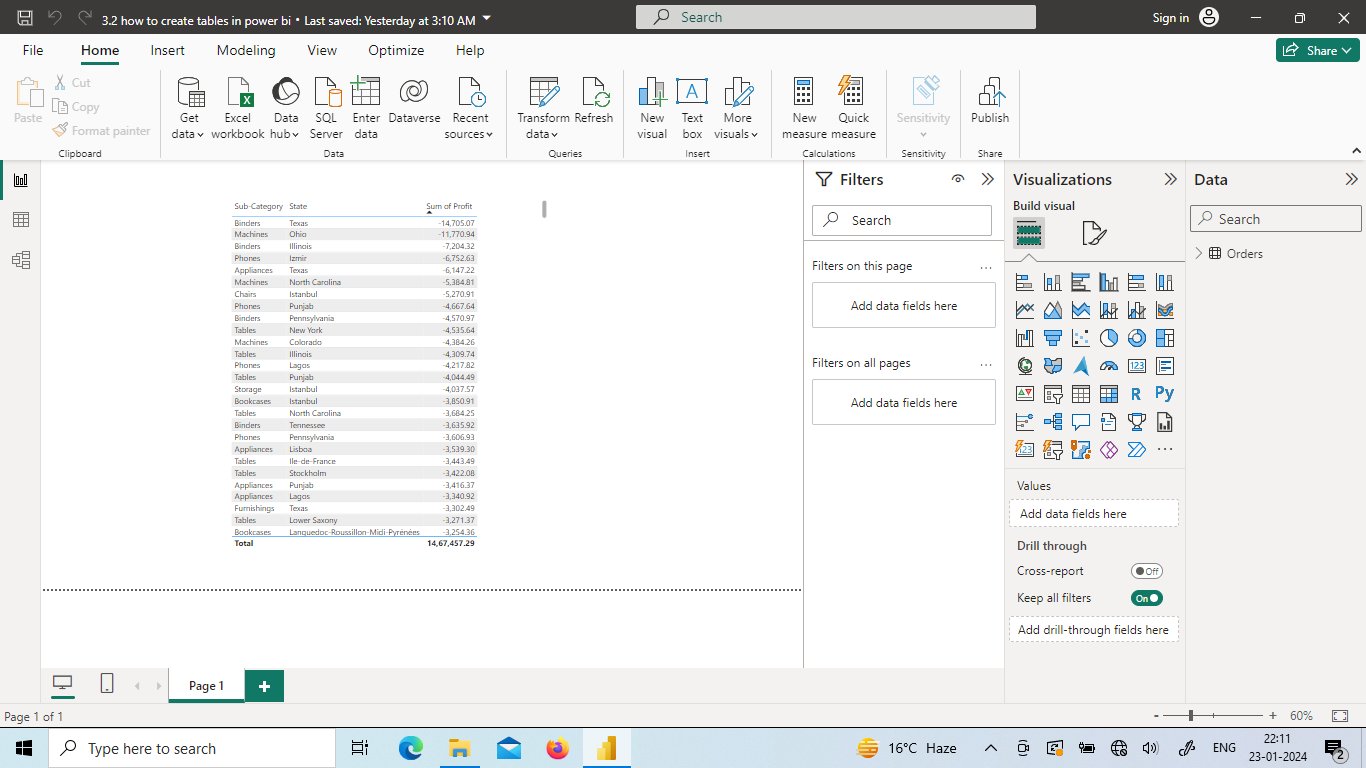 3.2 how to create tables in power bi • Last saved: Yesterday at 3:10 AM
Search
Sign in
File Home Insert Modeling View Optimize Help
Share
Paste
Cut
Copy
Format painter
Clipboard
Get data
Excel workbook
Data hub
SQL Server
Enter data
Dataverse
Recent sources
Data
Transform data
Refresh
Queries
New visual
Text box
More visuals
Insert
New measure
Quick measure
Calculations
Sensitivity
Sensitivity
Publish
Share
Sub-Category State Sum of Profit
Binders Texas -14,705.07
Machines Ohio -11,770.94
Binders Illinois -7,204.32
Phones Izmir -6,752.63
Appliances Texas -6,147.22
Machines North Carolina -5,384.81
Chairs Istanbul -5,270.91
Phones Punjab -4,667.64
Binders Pennsylvania -4,570.97
Tables New York -4,535.64
Machines Colorado -4,384.26
Tables Illinois -4,309.74
Phones Lagos -4,217.82
Tables Punjab -4,044.49
Storage Istanbul -4,037.57
Bookcases Istanbul -3,850.91
Tables North Carolina -3,684.25
Binders Tennessee -3,635.92
Phones Pennsylvania -3,606.93
Appliances Lisboa -3,539.30
Tables Ile-de-France -3,443.49
Tables Stockholm -3,422.08
Appliances Punjab -3,416.37
Appliances Lagos -3,340.92
Furnishings Texas -3,302.49
Tables Lower Saxony -3,271.37
Bookcases Languedoc-Roussillon-Midi-Pyrénées -3,254.36
Total 14,67,457.29
Filters
Search
Filters on this page ...
Add data fields here
Filters on all pages ...
Add data fields here
Visualizations
Build visual
123
R Py
123
...
Values
Add data fields here
Drill through
Cross-report Off
Keep all filters On
Add drill-through fields here
Data
Search
Orders
Page 1
+
Page 1 of 1
- + 60%
Type here to search
16°C Haze
ENG
22:11
23-01-2024
2